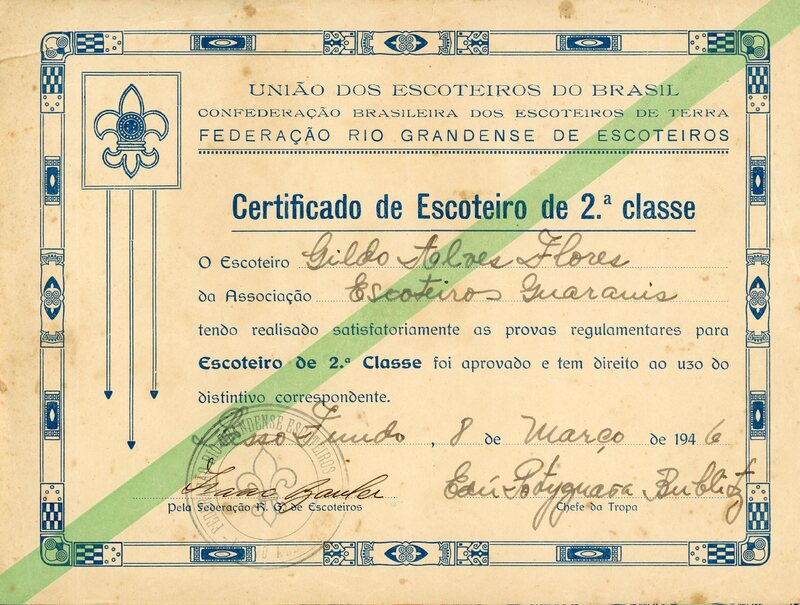 UNIÃO DOS ESCOTEIROS DO BRASIL
CONFEDERAÇÃO BRASILEIRA DOS ESCOTEIROS DE TERRA
FEDERAÇÃO RIO GRANDENSE DE ESCOTEIROS
Certificado de Escoteiro de 2.ª classe
O Escoteiro Gildo Alves Flores
da Associação Escoteiros Guaranis
tendo realisado satisfatoriamente as provas regulamentares para
Escoteiro de 2.ª Classe foi aprovado e tem direito ao uzo do
distintivo correspondente.
Passo Fundo, 8 de Março de 1946
Pela Federação R. G. de Escoteiros
Chefe da Tropa